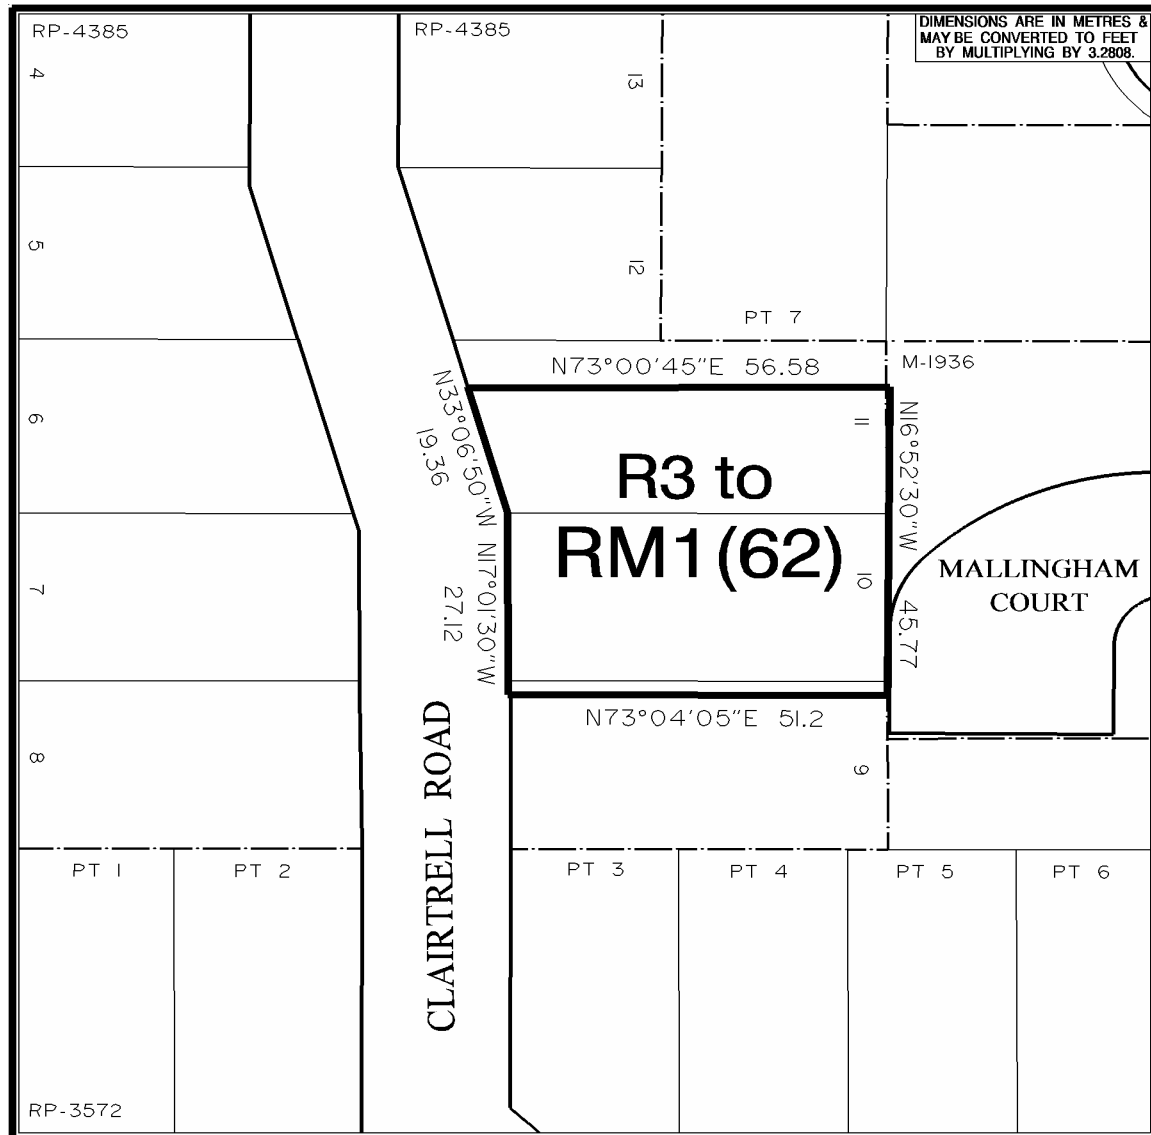 RP-4385
RP-4385
DIMENSIONS ARE IN METRES &
MAY BE CONVERTED TO FEET
BY MULTIPLYING BY 3.2808.
4
13
5
12
PT 7
N73°00'45"E 56.58
M-1936
6
N33°06'50"W
19.36
11
N16°52'30"W
45.77
R3 to
RM1(62)
7
N17°01'30"W
27.12
10
MALLINGHAM
COURT
N73°04'05"E 51.2
8
CLAIRTRELL ROAD
9
PT 1
PT 2
PT 3
PT 4
PT 5
PT 6
RP-3572